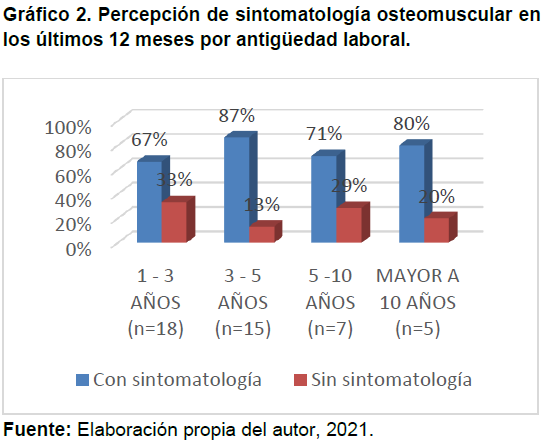 Gráfico 2. Percepción de sintomatología osteomuscular en
los últimos 12 meses por antigüedad laboral.
100%
80%
60%
40%
20%
0%
67%
33%
87%
13%
71%
29%
80%
20%
1 - 3
AÑOS
(n=18)
3 - 5
AÑOS
(n=15)
5 -10
AÑOS
(n=7)
MAYOR A
10 AÑOS
(n=5)
Con sintomatología
Sin sintomatología
Fuente: Elaboración propia del autor, 2021.